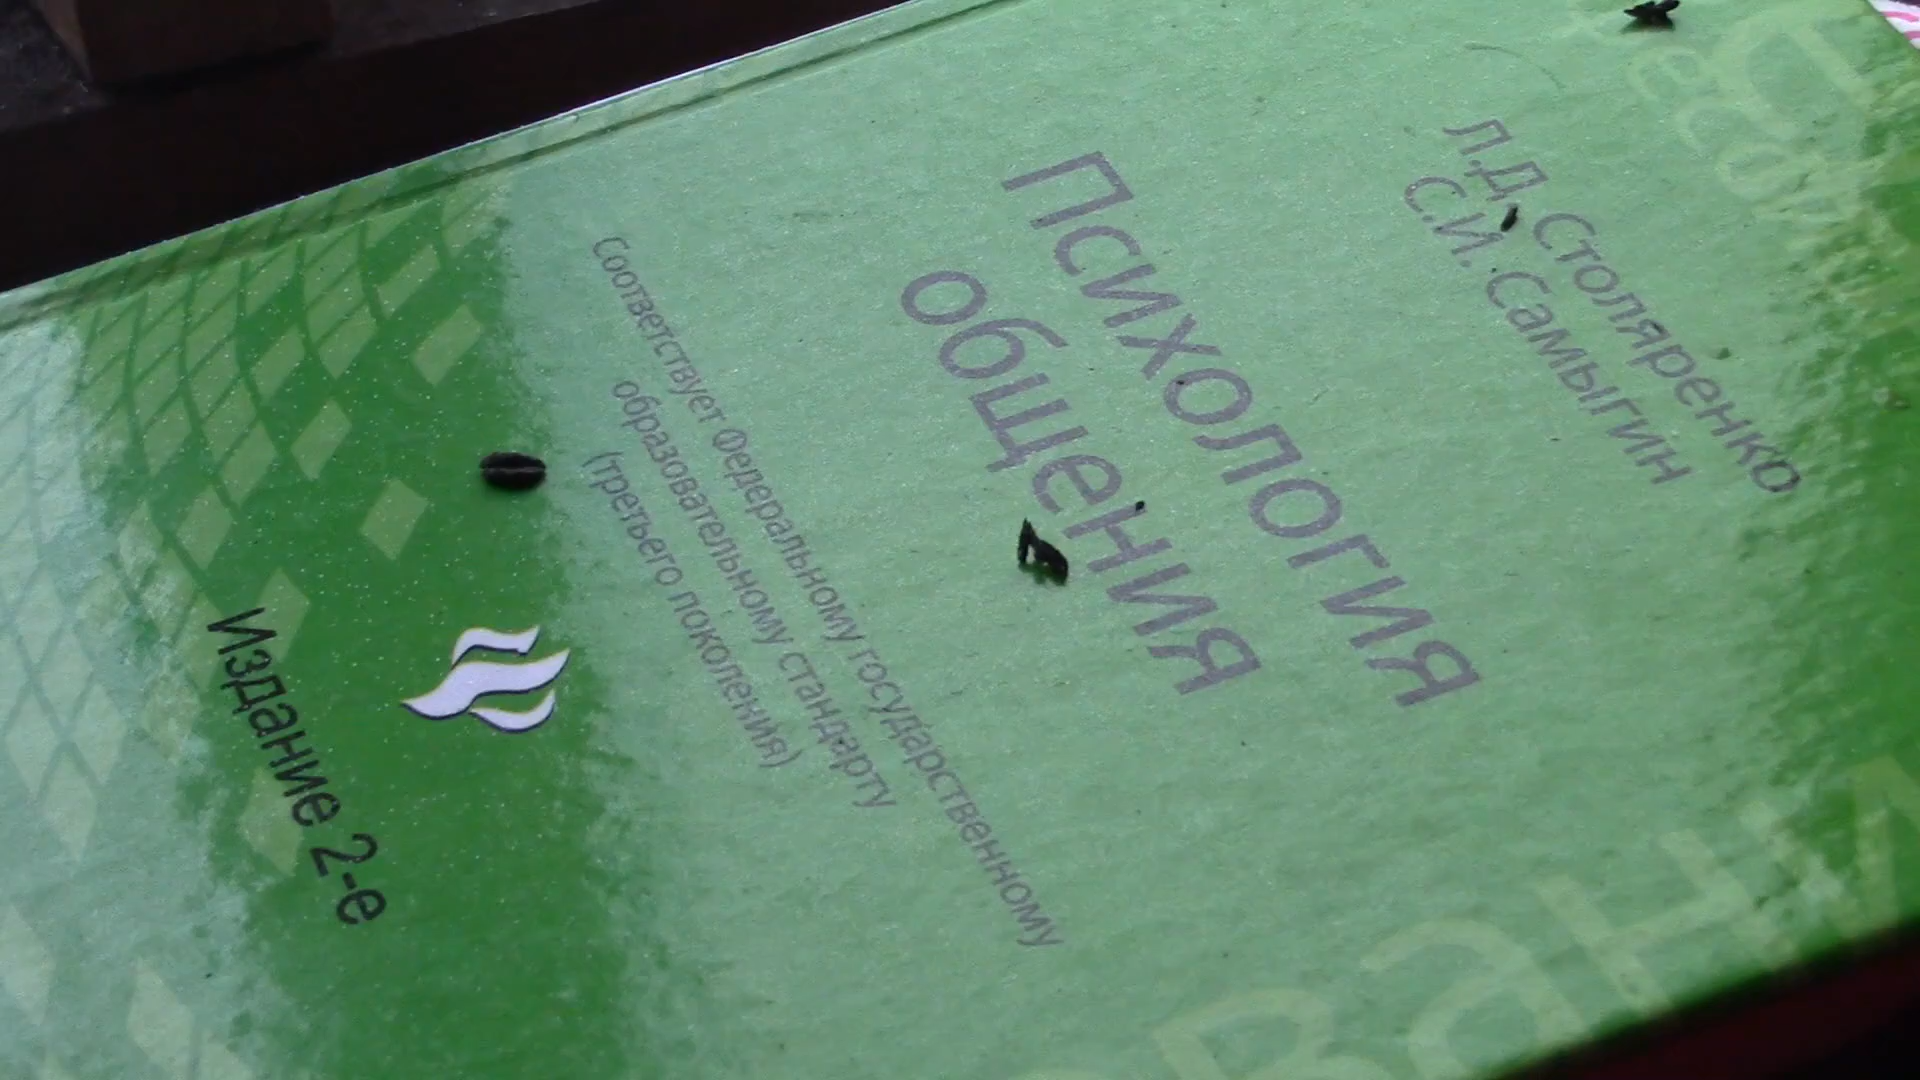 Л.Д. Столяренко
С.И. Самыгин
Психология
общения
Соответствует Федеральному государственному
образовательному стандарту
(третьего поколения)
Издание 2-е